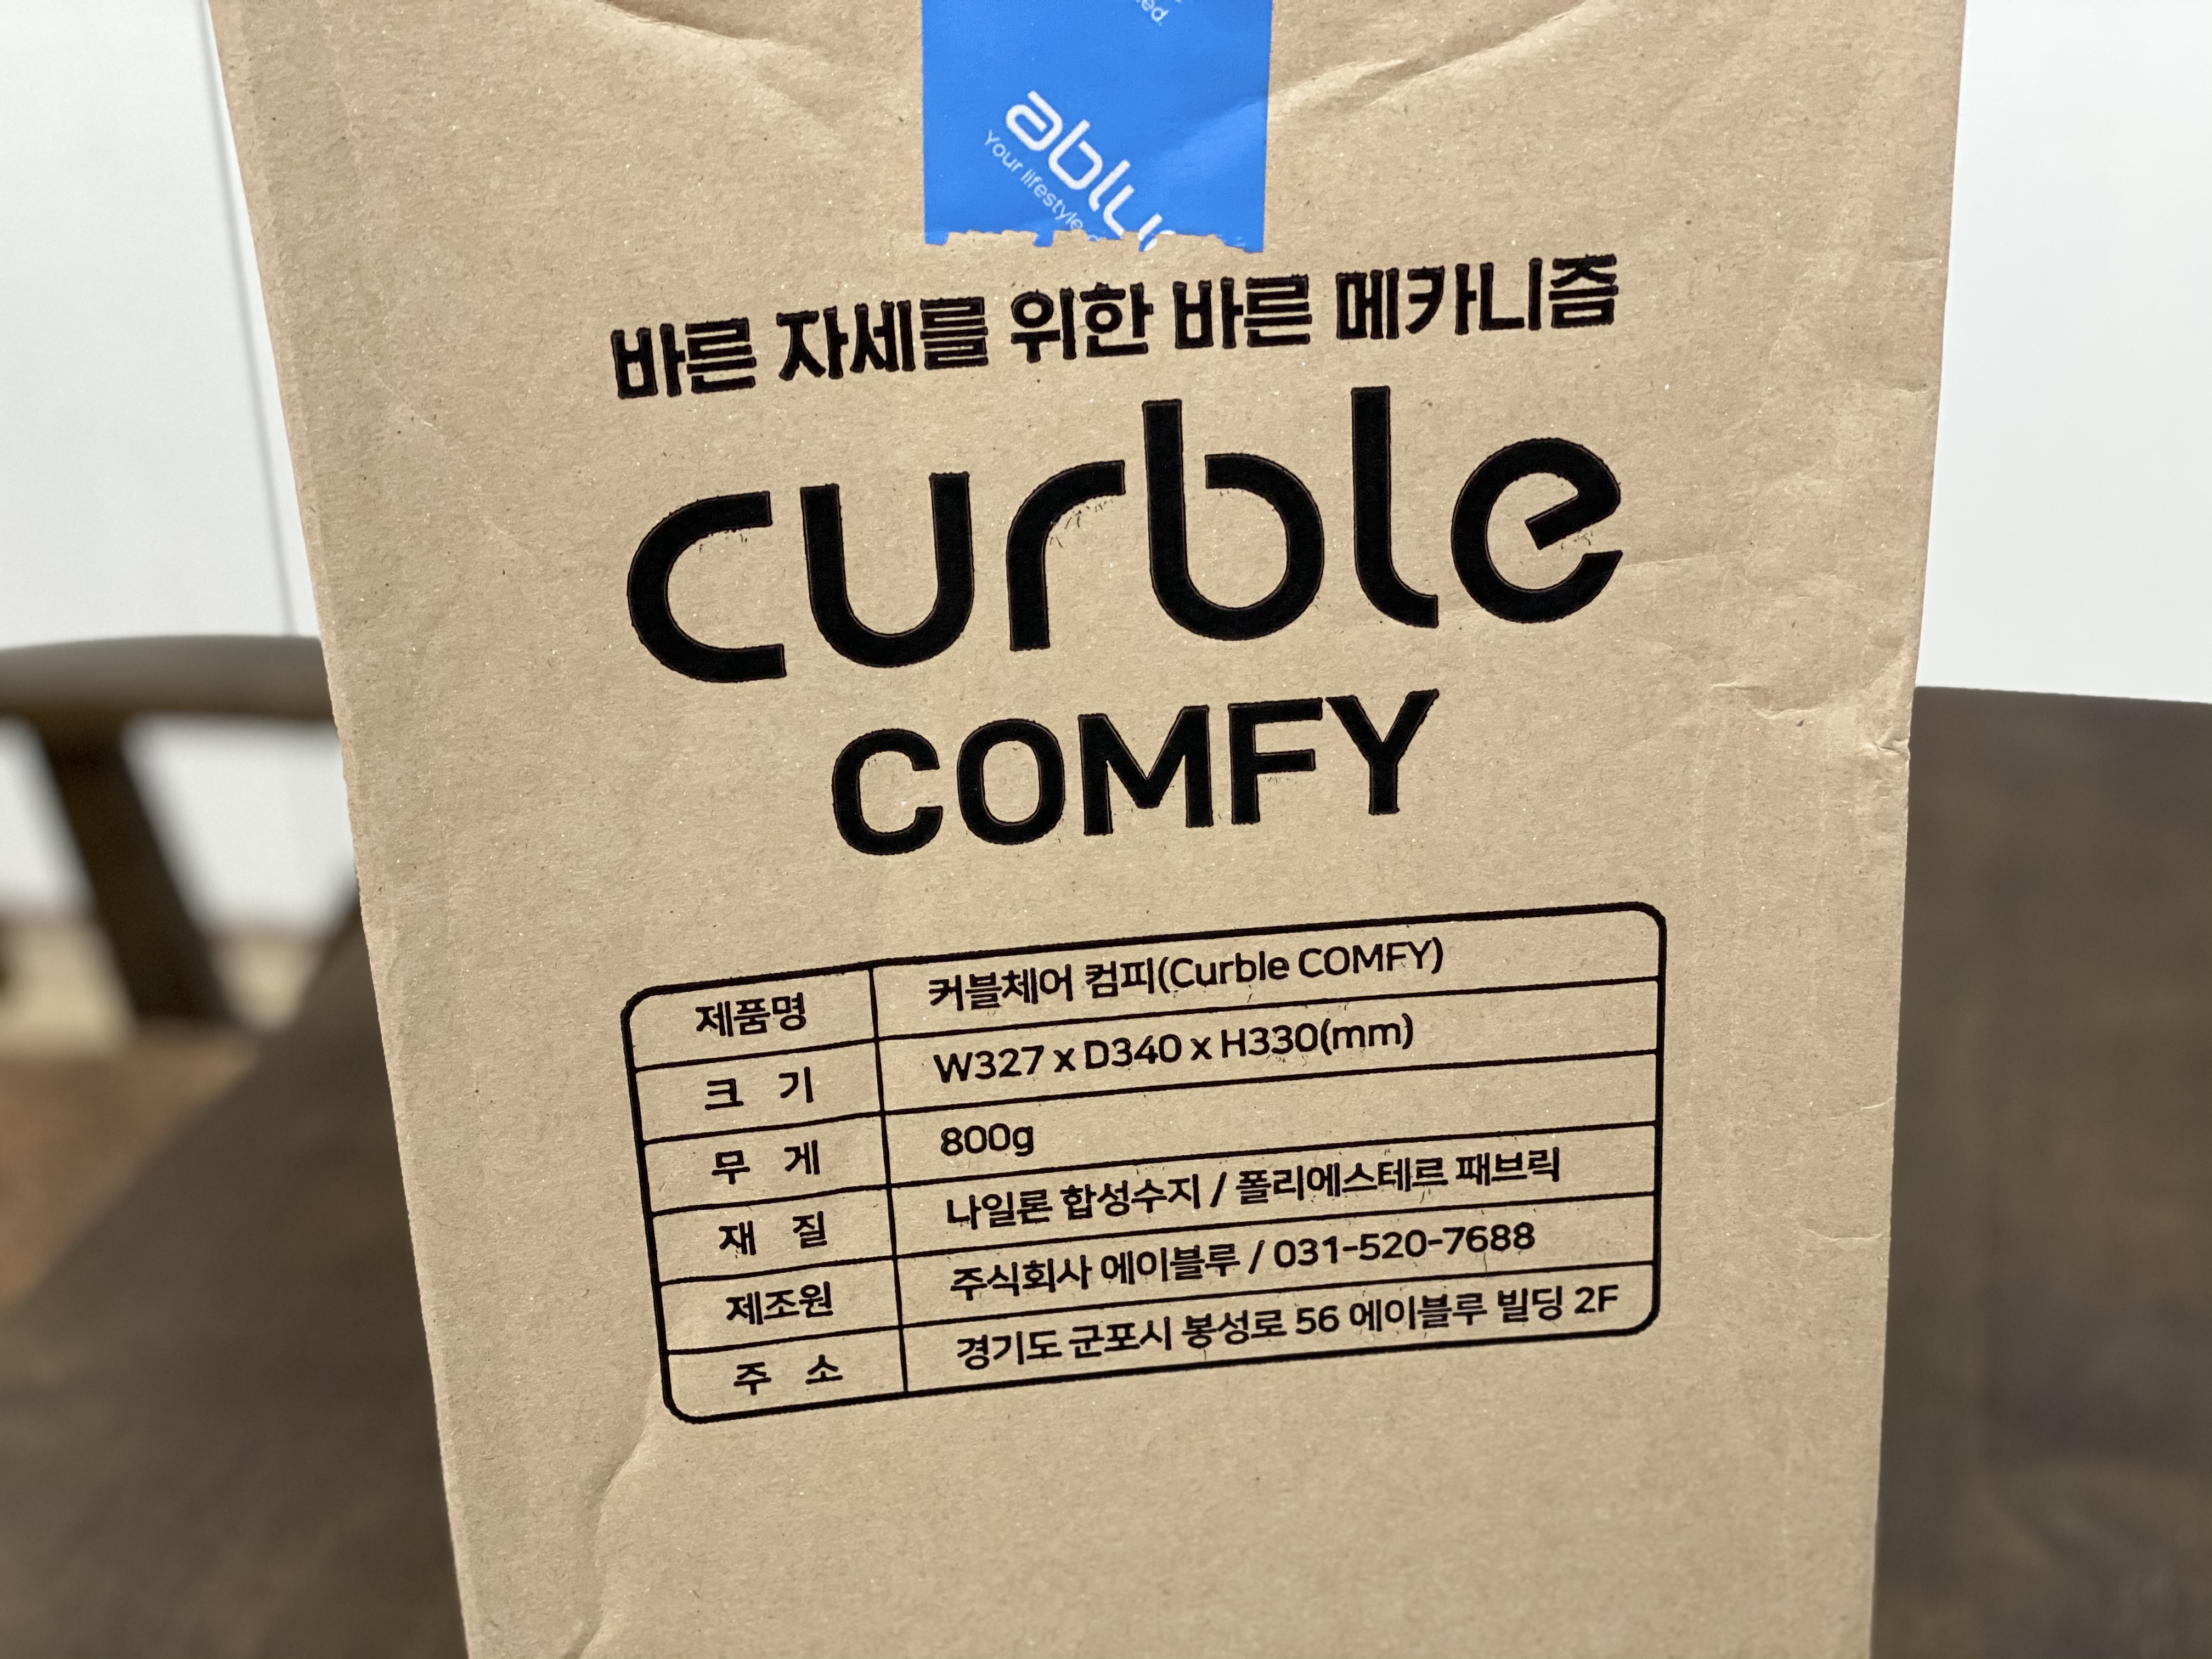 ed.
ablu
Your lifestyle
바른 자세를 위한 바른 메카니즘
curble
COMFY
제품명 커블체어 컴피(Curble COMFY)
크 기 W327 x D340 x H330(mm)
무 게 800g
재 질 나일론 합성수지 / 폴리에스테르 패브릭
제조원 주식회사 에이블루 / 031-520-7688
주 소 경기도 군포시 봉성로 56 에이블루 빌딩 2F